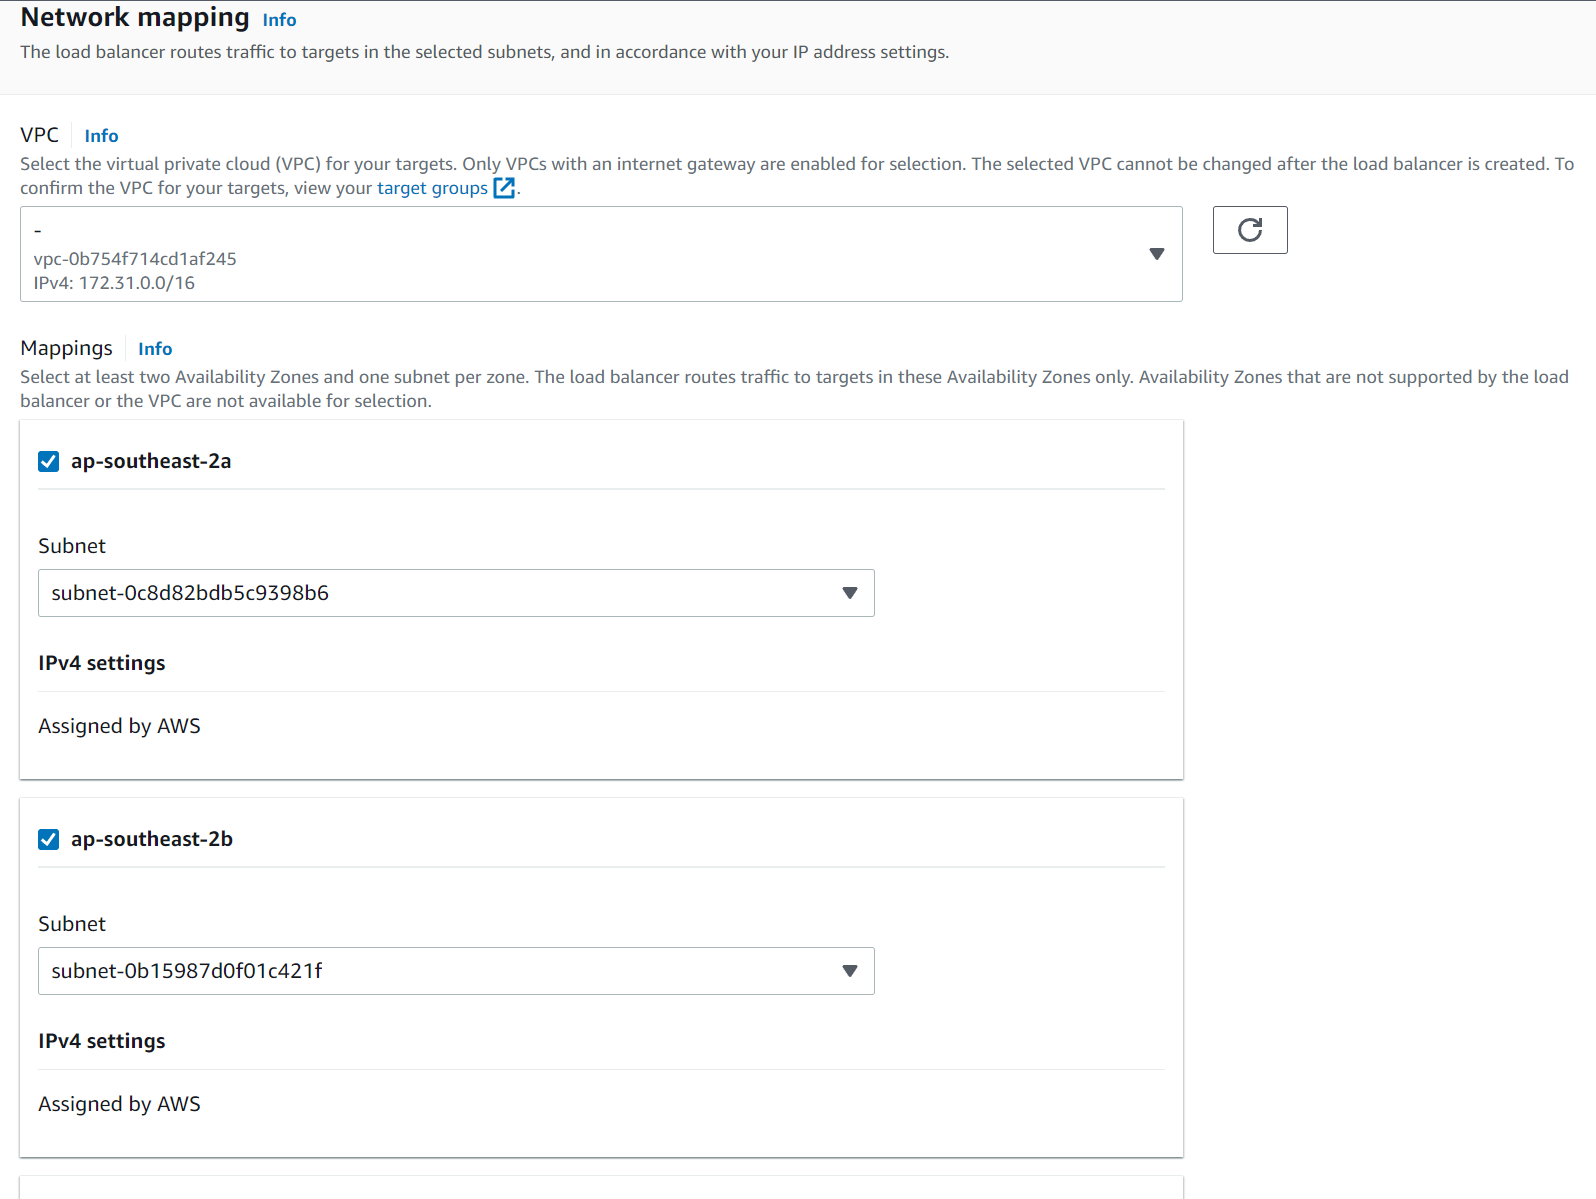 Network mapping Info
The load balancer routes traffic to targets in the selected subnets, and in accordance with your IP address settings.
VPC Info
Select the virtual private cloud (VPC) for your targets. Only VPCs with an internet gateway are enabled for selection. The selected VPC cannot be changed after the load balancer is created. To
confirm the VPC for your targets, view your target groups.
-
vpc-0b754f714cd1af245
IPv4: 172.31.0.0/16
Mappings Info
Select at least two Availability Zones and one subnet per zone. The load balancer routes traffic to targets in these Availability Zones only. Availability Zones that are not supported by the load
balancer or the VPC are not available for selection.
ap-southeast-2a
Subnet
subnet-0c8d82bdb5c9398b6
IPv4 settings
Assigned by AWS
ap-southeast-2b
Subnet
subnet-0b15987d0f01c421f
IPv4 settings
Assigned by AWS